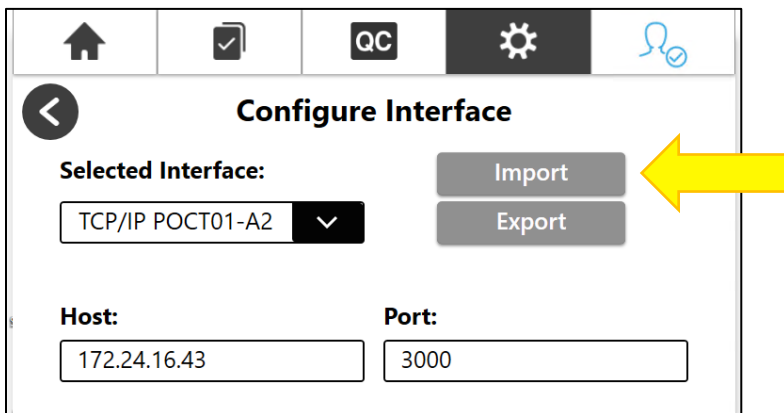 QC
Configure Interface
Selected Interface:
Import
TCP/IP POCT01-A2
Export
Host:
Port:
172.24.16.43
3000